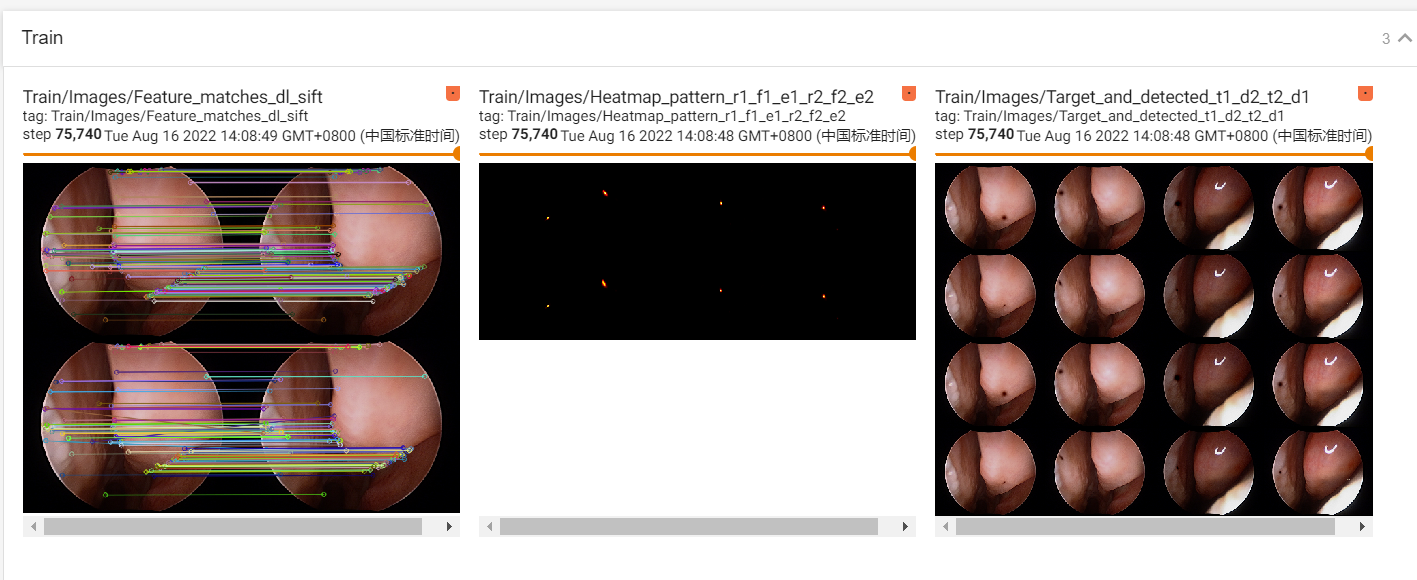 Train
3
Train/Images/Feature_matches_dl_sift
tag: Train/Images/Feature_matches_dl_sift
step 75,740 Tue Aug 16 2022 14:08:49 GMT+0800 (中国标准时间)
Train/Images/Heatmap_pattern_r1_f1_e1_r2_f2_e2
tag: Train/Images/Heatmap_pattern_r1_f1_e1_r2_f2_e2
step 75,740 Tue Aug 16 2022 14:08:48 GMT+0800 (中国标准时间)
Train/Images/Target_and_detected_t1_d2_t2_d1
tag: Train/Images/Target_and_detected_t1_d2_t2_d1
step 75,740 Tue Aug 16 2022 14:08:48 GMT+0800 (中国标准时间)